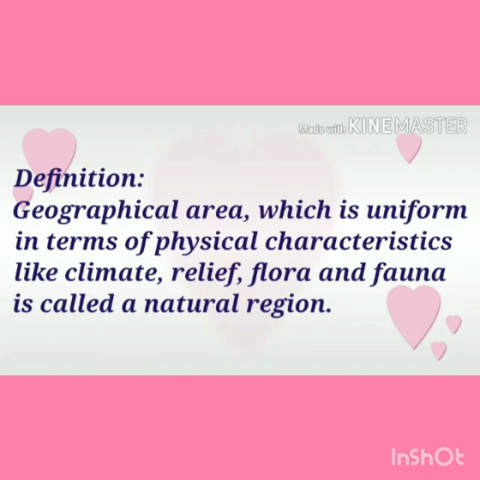 Made with KINEMASTER
Definition:
Geographical area, which is uniform
in terms of physical characteristics
like climate, relief, flora and fauna
is called a natural region.
InShOt